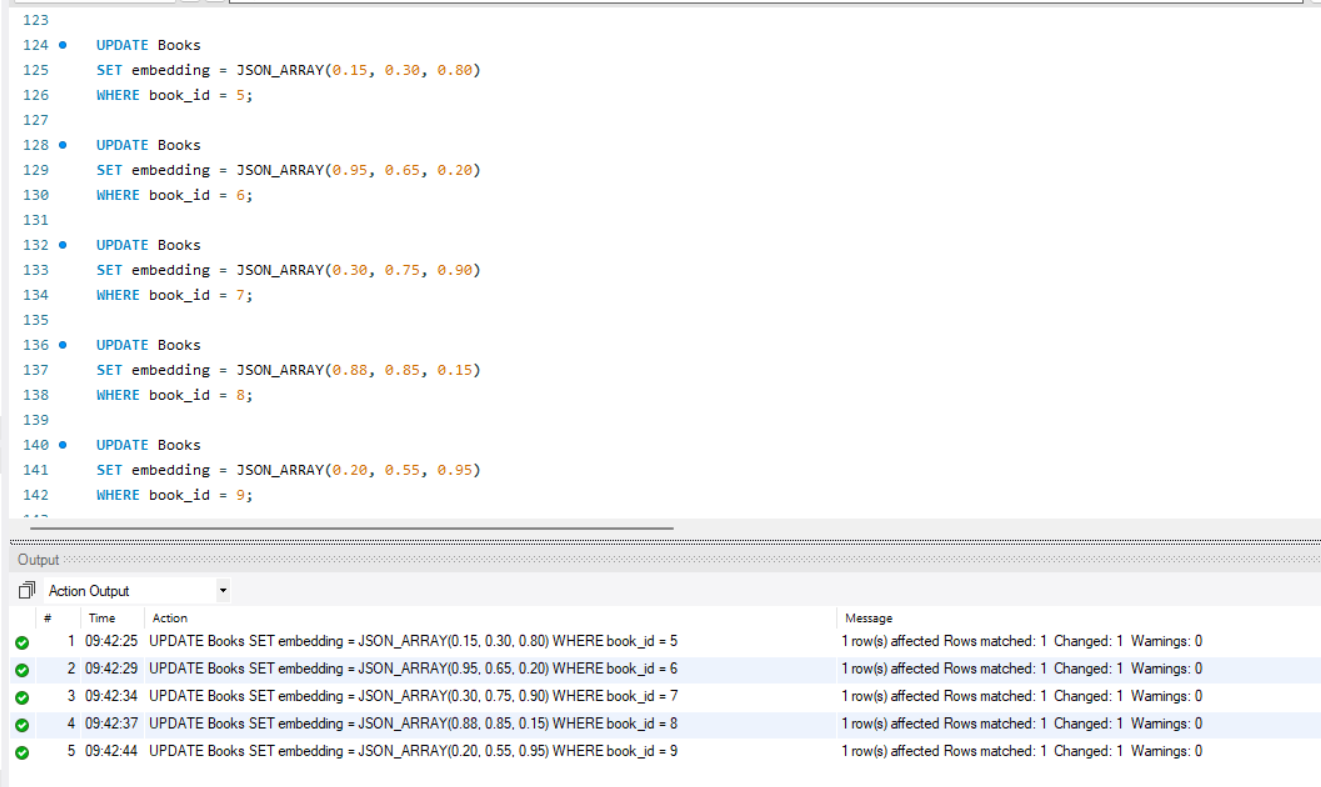 123
124 UPDATE Books
125 SET embedding = JSON_ARRAY(0.15, 0.30, 0.80)
126 WHERE book_id = 5;
127
128 UPDATE Books
129 SET embedding = JSON_ARRAY(0.95, 0.65, 0.20)
130 WHERE book_id = 6;
131
132 UPDATE Books
133 SET embedding = JSON_ARRAY(0.30, 0.75, 0.90)
134 WHERE book_id = 7;
135
136 UPDATE Books
137 SET embedding = JSON_ARRAY(0.88, 0.85, 0.15)
138 WHERE book_id = 8;
139
140 UPDATE Books
141 SET embedding = JSON_ARRAY(0.20, 0.55, 0.95)
142 WHERE book_id = 9;
Output
Action Output
# Time Action Message
1 09:42:25 UPDATE Books SET embedding = JSON_ARRAY(0.15, 0.30, 0.80) WHERE book_id = 5 1 row(s) affected Rows matched: 1 Changed: 1 Warnings: 0
2 09:42:29 UPDATE Books SET embedding = JSON_ARRAY(0.95, 0.65, 0.20) WHERE book_id = 6 1 row(s) affected Rows matched: 1 Changed: 1 Warnings: 0
3 09:42:34 UPDATE Books SET embedding = JSON_ARRAY(0.30, 0.75, 0.90) WHERE book_id = 7 1 row(s) affected Rows matched: 1 Changed: 1 Warnings: 0
4 09:42:37 UPDATE Books SET embedding = JSON_ARRAY(0.88, 0.85, 0.15) WHERE book_id = 8 1 row(s) affected Rows matched: 1 Changed: 1 Warnings: 0
5 09:42:44 UPDATE Books SET embedding = JSON_ARRAY(0.20, 0.55, 0.95) WHERE book_id = 9 1 row(s) affected Rows matched: 1 Changed: 1 Warnings: 0